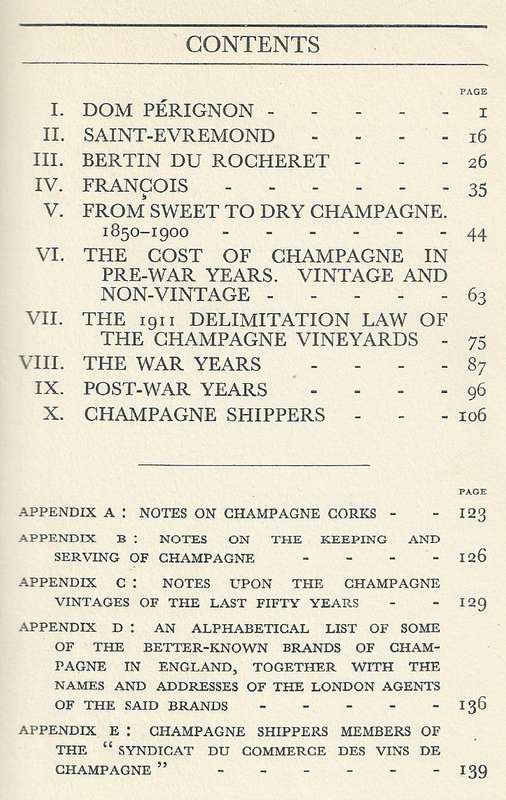 CONTENTS
PAGE
I. DOM PÉRIGNON - - - - - 1
II. SAINT-EVREMOND - - - - 16
III. BERTIN DU ROCHERET - - - 26
IV. FRANÇOIS - - - - - - 35
V. FROM SWEET TO DRY CHAMPAGNE.
1850-1900 - - - - - - 44
VI. THE COST OF CHAMPAGNE IN
PRE-WAR YEARS. VINTAGE AND
NON-VINTAGE - - - - - 63
VII. THE 1911 DELIMITATION LAW OF
THE CHAMPAGNE VINEYARDS - 75
VIII. THE WAR YEARS - - - - 87
IX. POST-WAR YEARS - - - - 96
X. CHAMPAGNE SHIPPERS - - - 106
PAGE
APPENDIX A: NOTES ON CHAMPAGNE CORKS - - 123
APPENDIX B: NOTES ON THE KEEPING AND
SERVING OF CHAMPAGNE - - - - 126
APPENDIX C: NOTES UPON THE CHAMPAGNE
VINTAGES OF THE LAST FIFTY YEARS - - 129
APPENDIX D: AN ALPHABETICAL LIST OF SOME
OF THE BETTER-KNOWN BRANDS OF CHAM-
PAGNE IN ENGLAND, TOGETHER WITH THE
NAMES AND ADDRESSES OF THE LONDON AGENTS
OF THE SAID BRANDS - - - - - 136
APPENDIX E: CHAMPAGNE SHIPPERS MEMBERS OF
THE "SYNDICAT DU COMMERCE DES VINS DE
CHAMPAGNE" - - - - - - 139